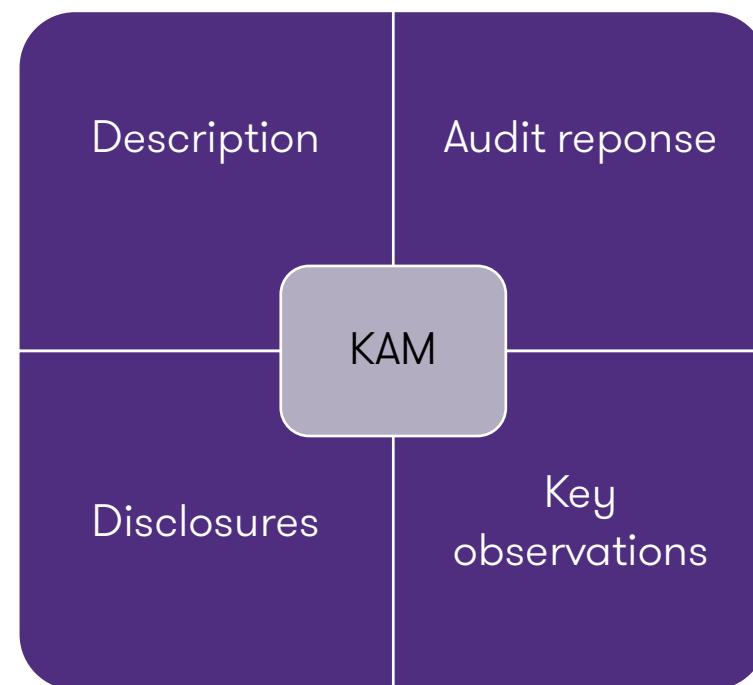 Description
Audit reponse
KAM
Disclosures
Key
observations